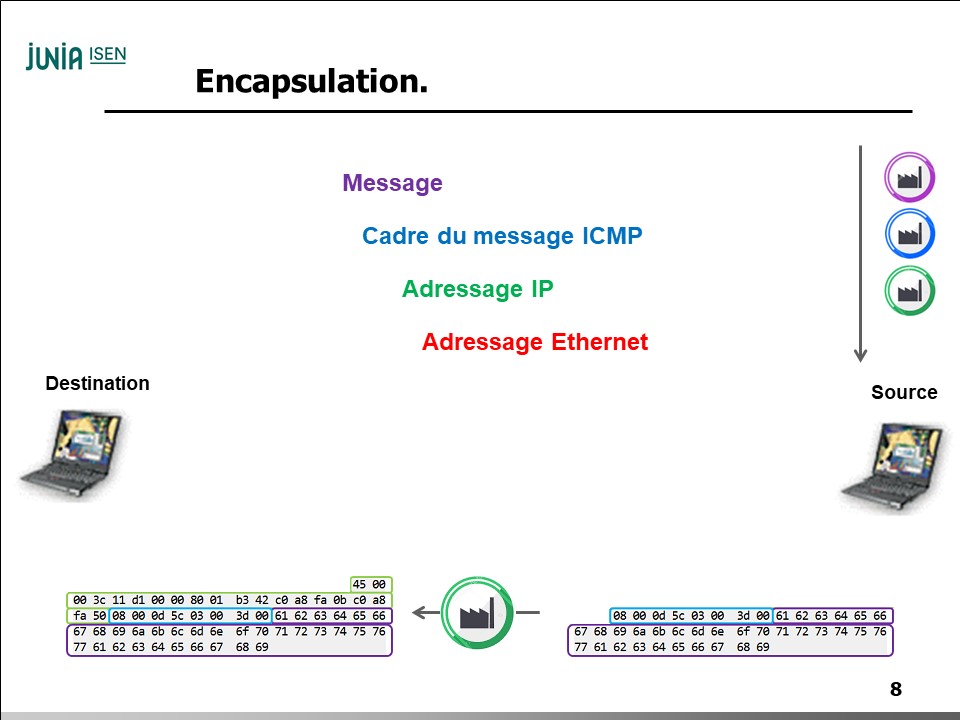 JUNIA ISEN
Encapsulation.
Message
Cadre du message ICMP
Adressage IP
Adressage Ethernet
Destination
Source
45 00
00 3c 11 d1 00 00 80 01 b3 42 c0 a8 fa 0b c0 a8
fa 50 08 00 0d 5c 03 00 3d 00 61 62 63 64 65 66
67 68 69 6a 6b 6c 6d 6e 6f 70 71 72 73 74 75 76
77 61 62 63 64 65 66 67 68 69
08 00 0d 5c 03 00 3d 00 61 62 63 64 65 66
67 68 69 6a 6b 6c 6d 6e 6f 70 71 72 73 74 75 76
77 61 62 63 64 65 66 67 68 69
8